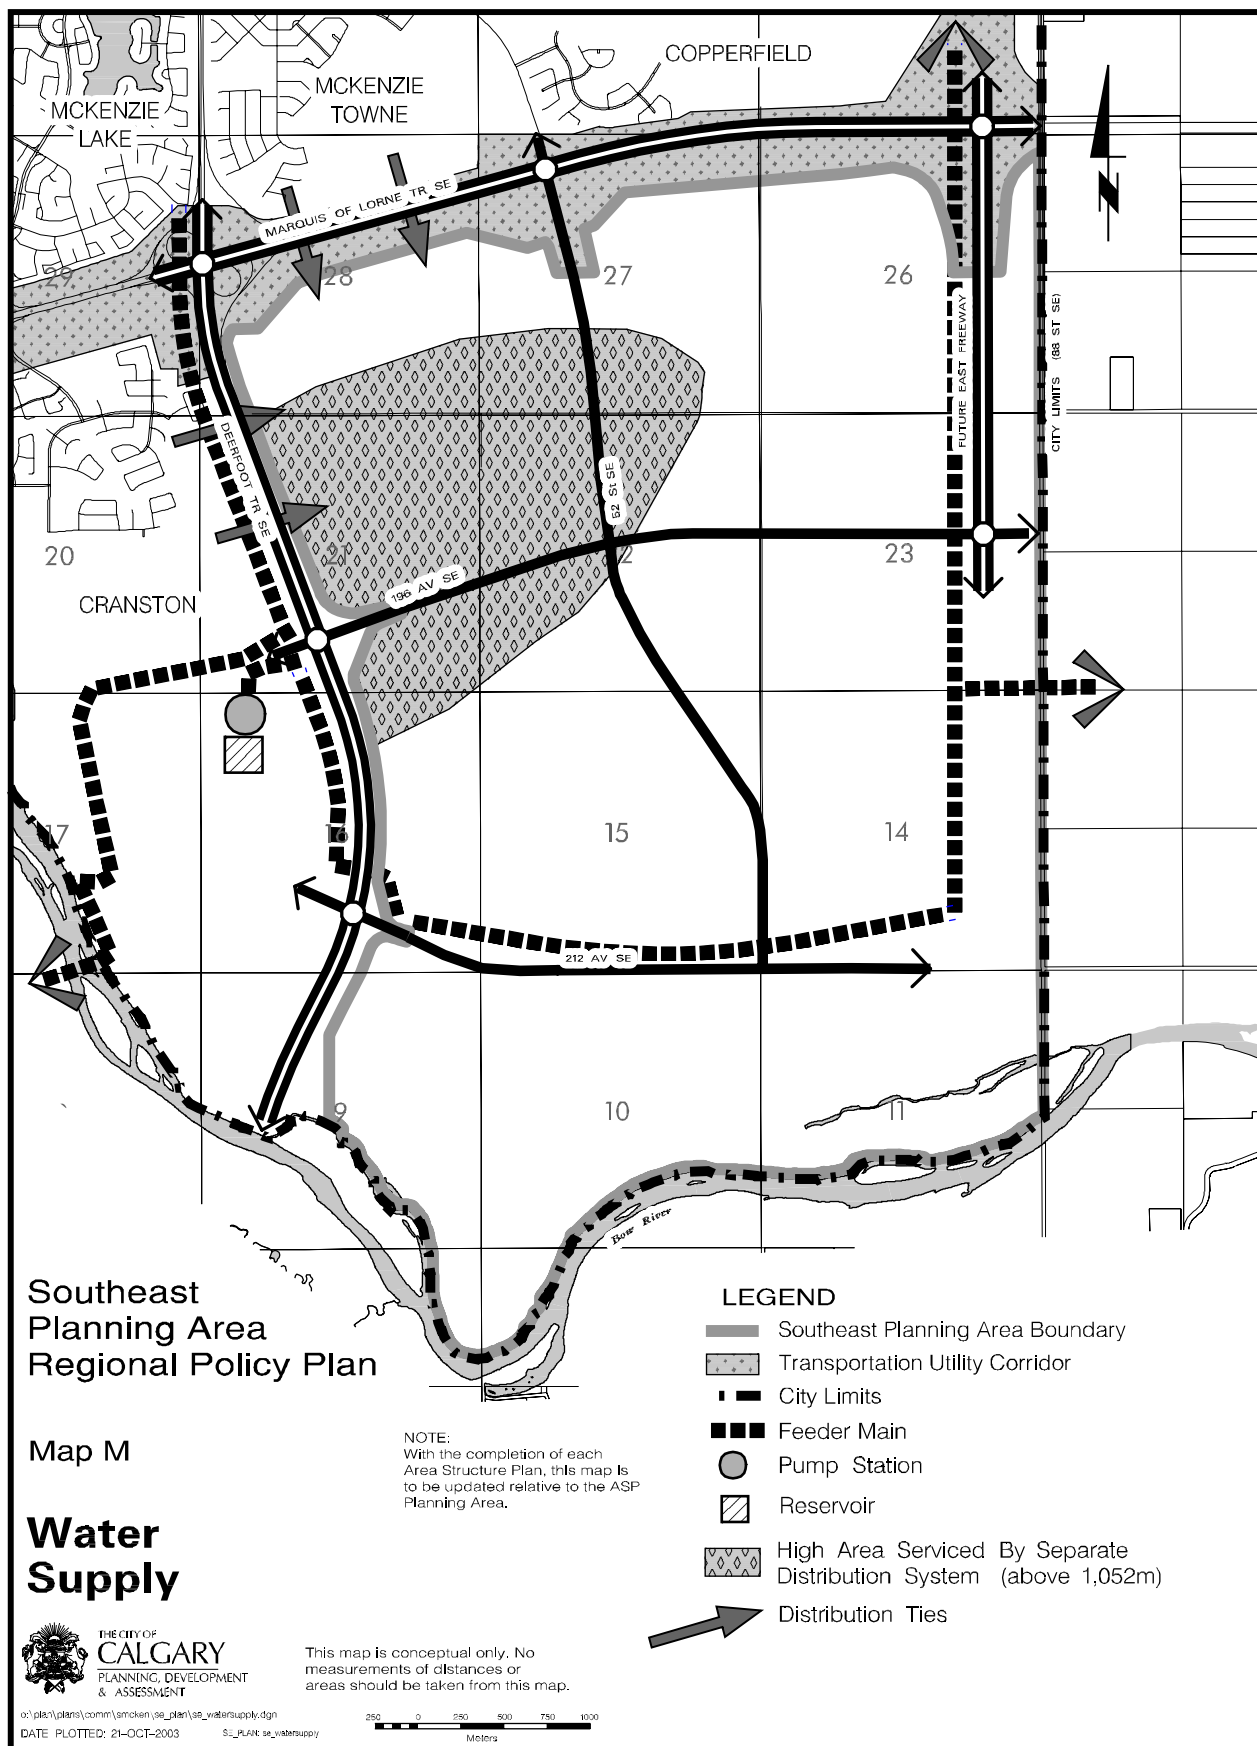 COPPERFIELD
MCKENZIE
TOWNE
MCKENZIE
LAKE
MARQUIS OF LORNE TR SE
29
28
27
26
FUTURE EAST FREEWAY
CITY LIMITS (88 ST SE)
DEERFOOT TR SE
52 St SE
20
21
22
23
196 AV SE
CRANSTON
17
16
15
14
212 AV SE
9
10
11
Bow River
Southeast
Planning Area
Regional Policy Plan
Map M
Water
Supply
NOTE:
With the completion of each
Area Structure Plan, this map is
to be updated relative to the ASP
Planning Area.
LEGEND
Southeast Planning Area Boundary
Transportation Utility Corridor
City Limits
Feeder Main
Pump Station
Reservoir
High Area Serviced By Separate
Distribution System (above 1,052m)
Distribution Ties
THE CITY OF
CALGARY
PLANNING, DEVELOPMENT
& ASSESSMENT
This map is conceptual only. No
measurements of distances or
areas should be taken from this map.
o:\plan\plans\comm\smcken\se_plan\se_watersupply.dgn
DATE PLOTTED: 21-OCT-2003
SE_PLAN: se_watersupply
250 0 250 500 750 1000
Meters